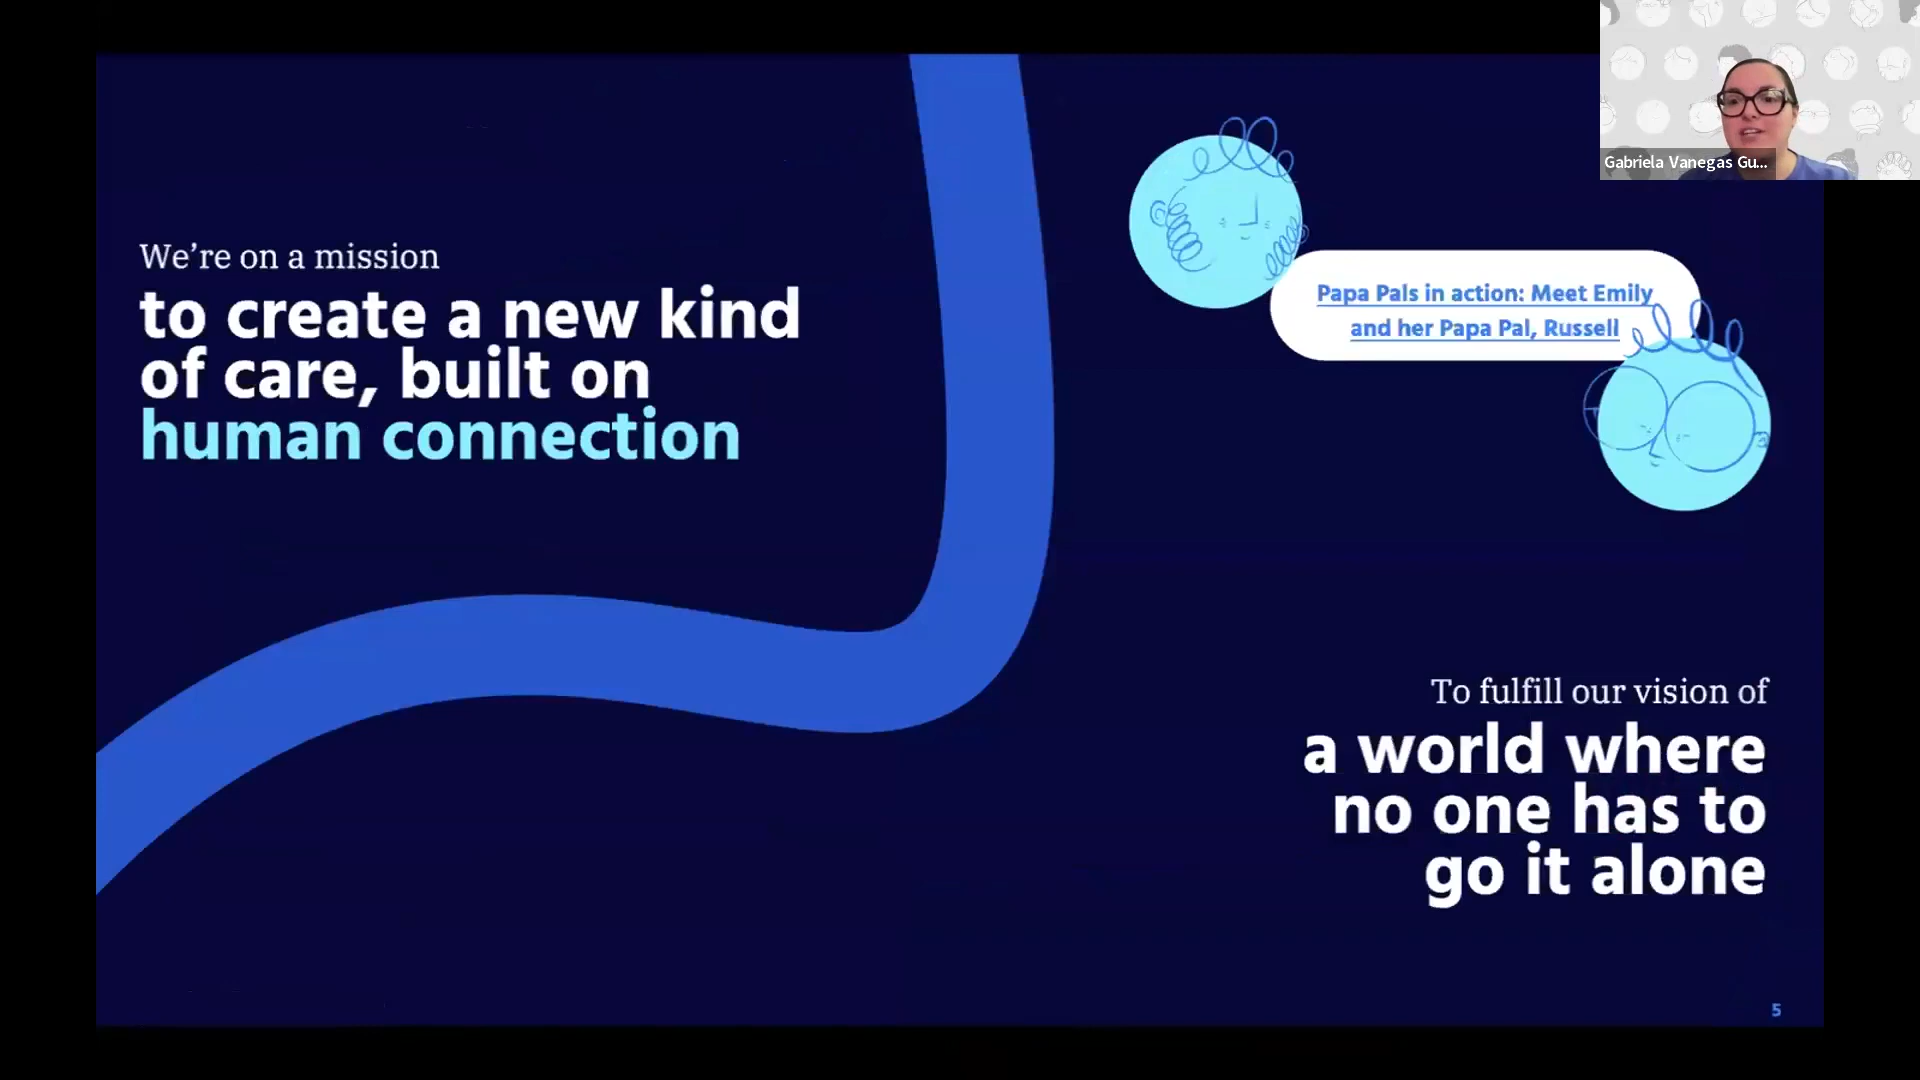 Gabriela Vanegas Gu...
We're on a mission
to create a new kind
of care, built on
human connection
Papa Pals in action: Meet Emily
and her Papa Pal, Russell
To fulfill our vision of
a world where
no one has to
go it alone
5